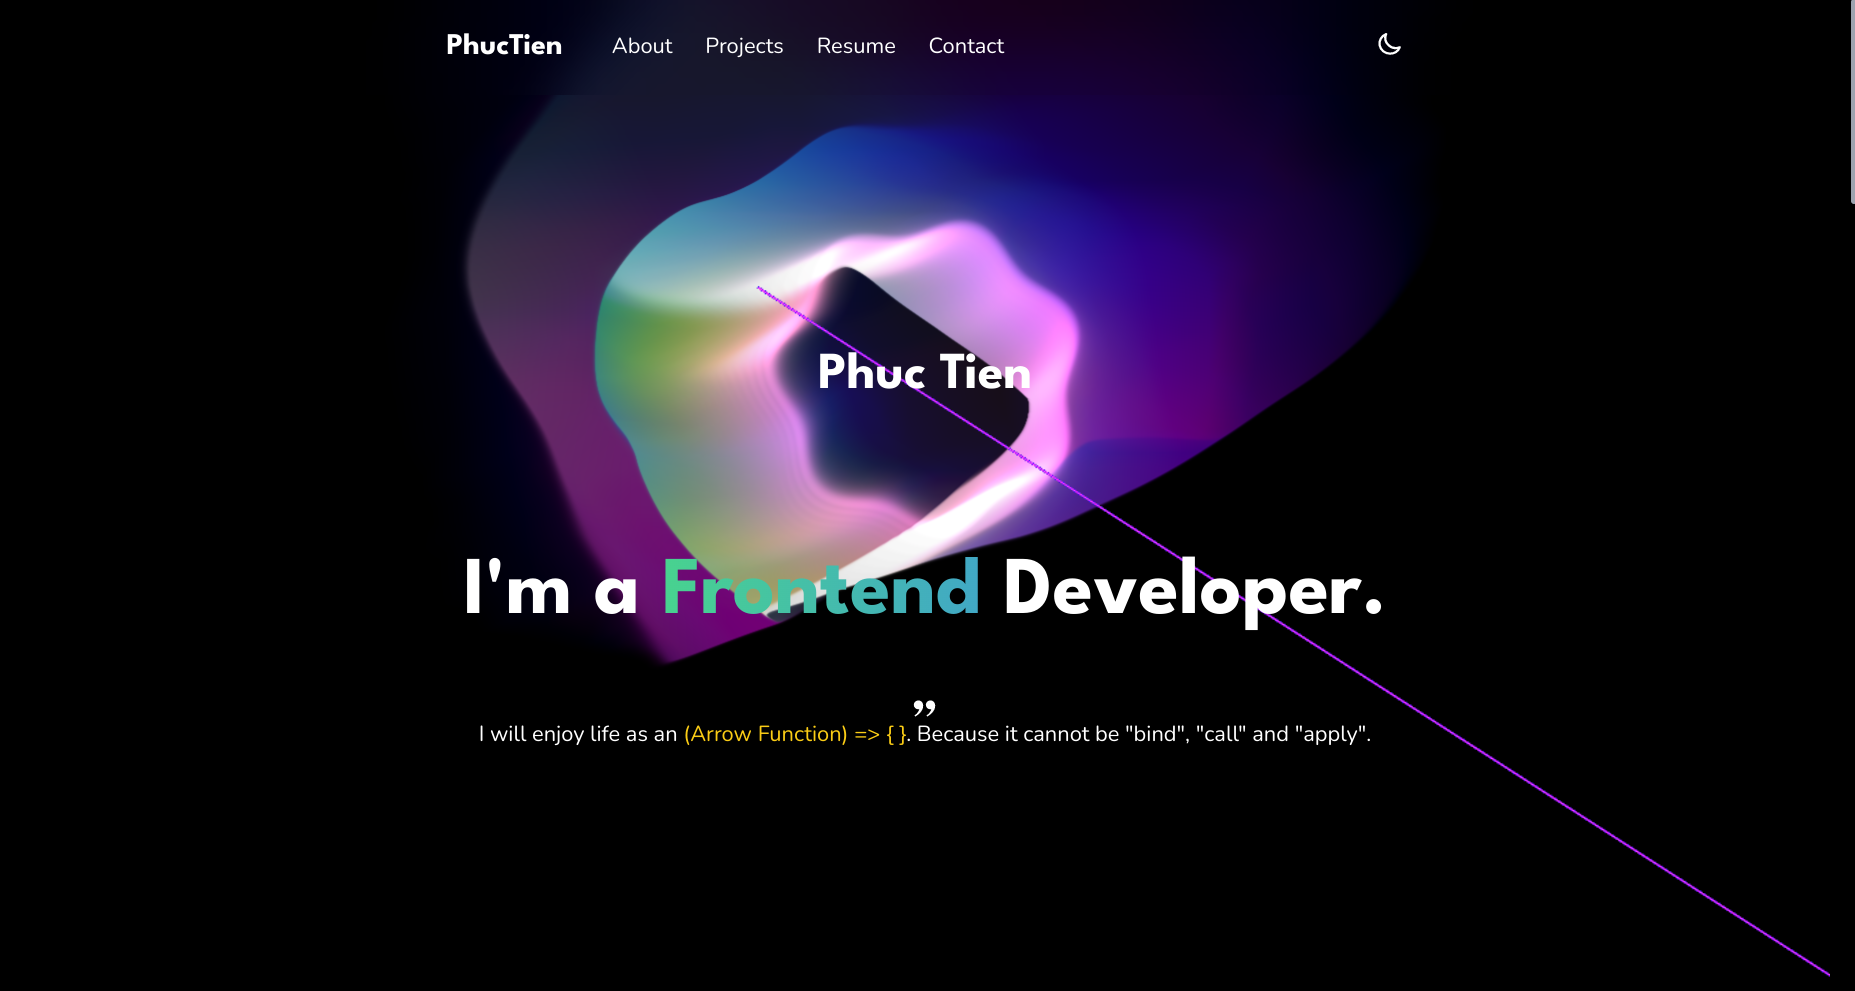 PhucTien About Projects Resume Contact
Phuc Tien
I'm a Frontend Developer.
”
I will enjoy life as an (Arrow Function) => { }. Because it cannot be "bind", "call" and "apply".